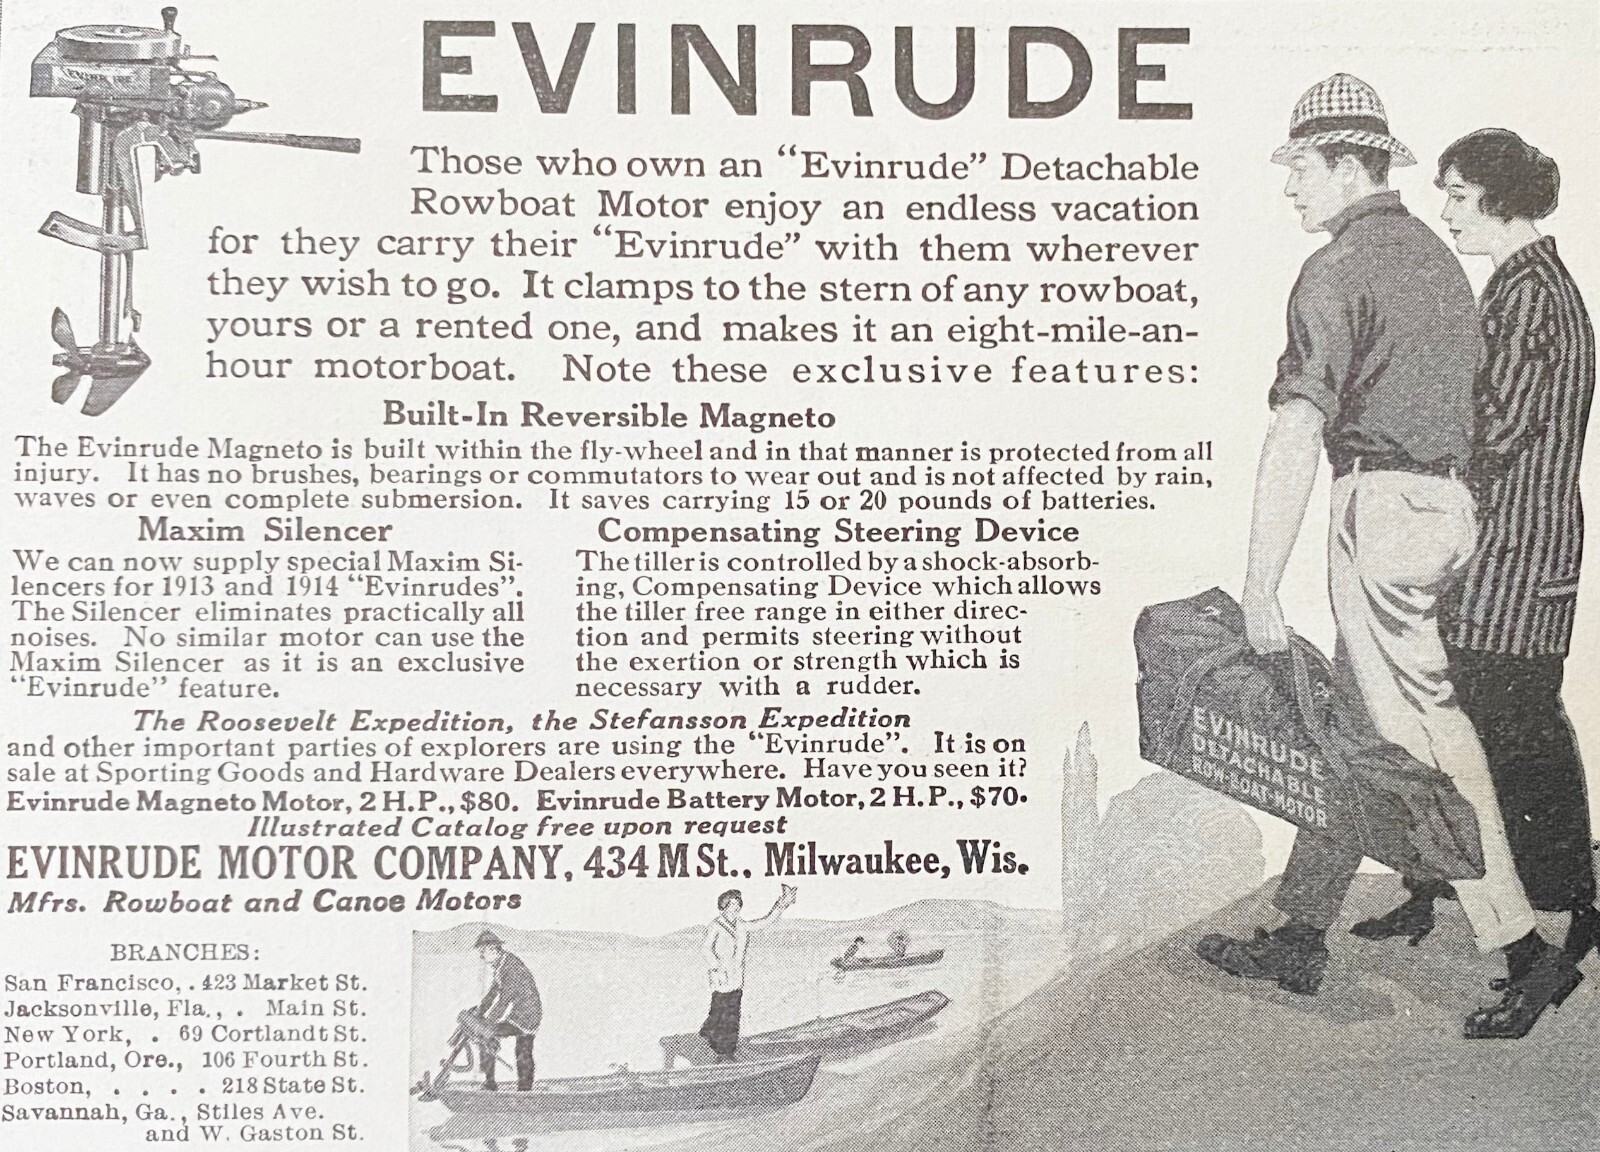 EVINRUDE
EVINRUDE
Those who own an "Evinrude" Detachable
Rowboat Motor enjoy an endless vacation
for they carry their "Evinrude" with them wherever
they wish to go. It clamps to the stern of any rowboat,
yours or a rented one, and makes it an eight-mile-an-
hour motorboat. Note these exclusive features:
Built-In Reversible Magneto
The Evinrude Magneto is built within the fly-wheel and in that manner is protected from all
injury. It has no brushes, bearings or commutators to wear out and is not affected by rain,
waves or even complete submersion. It saves carrying 15 or 20 pounds of batteries.
Maxim Silencer
We can now supply special Maxim Si-
lencers for 1913 and 1914 "Evinrudes".
The Silencer eliminates practically all
noises. No similar motor can use the
Maxim Silencer as it is an exclusive
"Evinrude" feature.
Compensating Steering Device
The tiller is controlled by a shock-absorb-
ing, Compensating Device which allows
the tiller free range in either direc-
tion and permits steering without
the exertion or strength which is
necessary with a rudder.
The Roosevelt Expedition, the Stefansson Expedition
and other important parties of explorers are using the "Evinrude". It is on
sale at Sporting Goods and Hardware Dealers everywhere. Have you seen it?
Evinrude Magneto Motor, 2 H.P., $80. Evinrude Battery Motor, 2 H.P., $70.
Illustrated Catalog free upon request
EVINRUDE MOTOR COMPANY, 434 M St., Milwaukee, Wis.
Mfrs. Rowboat and Canoe Motors
BRANCHES:
San Francisco, . 423 Market St.
Jacksonville, Fla., . Main St.
New York, . 69 Cortlandt St.
Portland, Ore., 106 Fourth St.
Boston, . . . . 218 State St.
Savannah, Ga., Stiles Ave.
and W. Gaston St.
EVINRUDE
DETACHABLE
ROW-BOAT-MOTOR